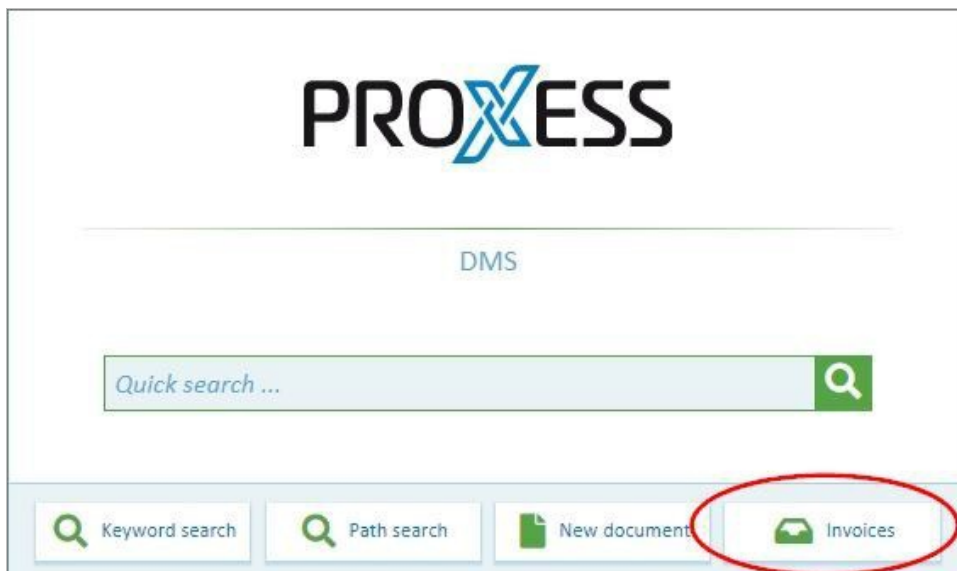 PROXESS
DMS
Quick search ...
Keyword search
Path search
New document
Invoices